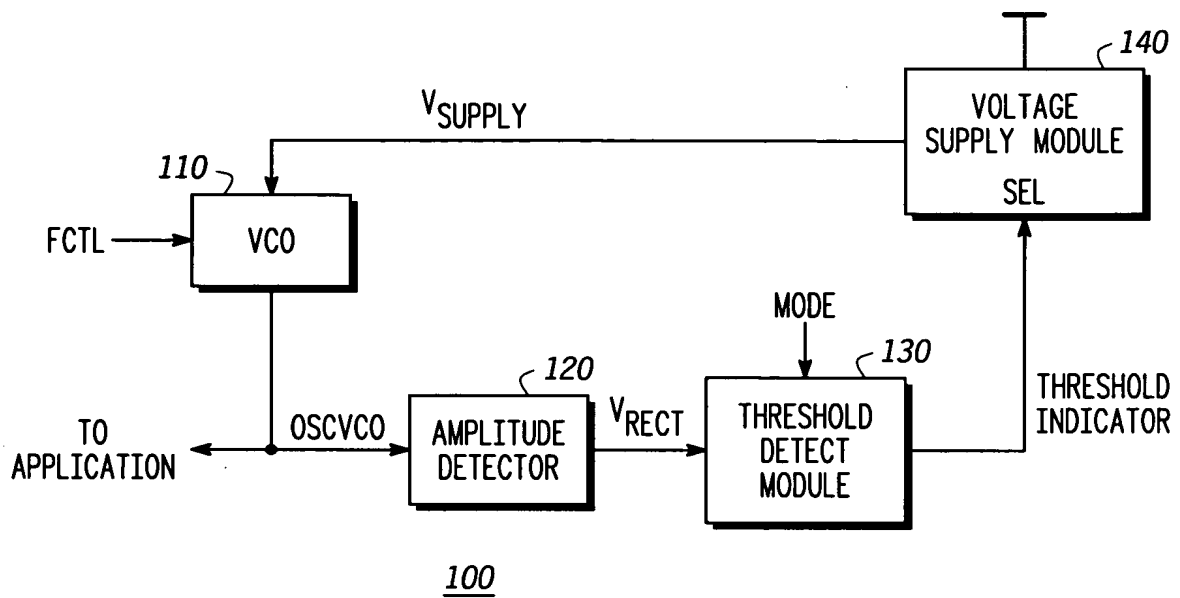 140
VOLTAGE
SUPPLY MODULE
SEL
VSUPPLY
110
VCO
FCTL
MODE
130
THRESHOLD
DETECT
MODULE
THRESHOLD
INDICATOR
120
AMPLITUDE
DETECTOR
VRECT
OSCVCO
TO
APPLICATION
100